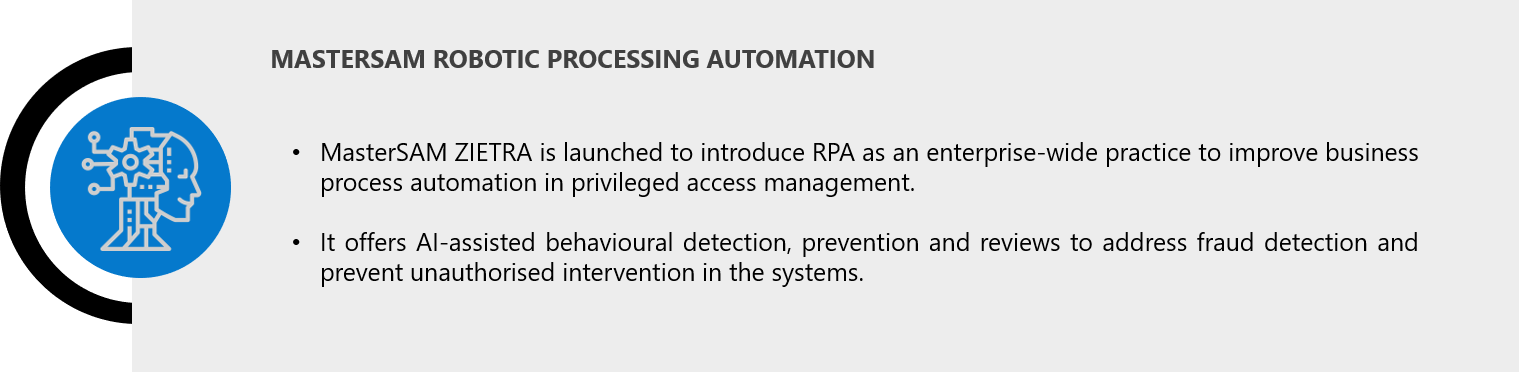 MASTERSAM ROBOTIC PROCESSING AUTOMATION
• MasterSAM ZIETRA is launched to introduce RPA as an enterprise-wide practice to improve business
process automation in privileged access management.
• It offers AI-assisted behavioural detection, prevention and reviews to address fraud detection and
prevent unauthorised intervention in the systems.